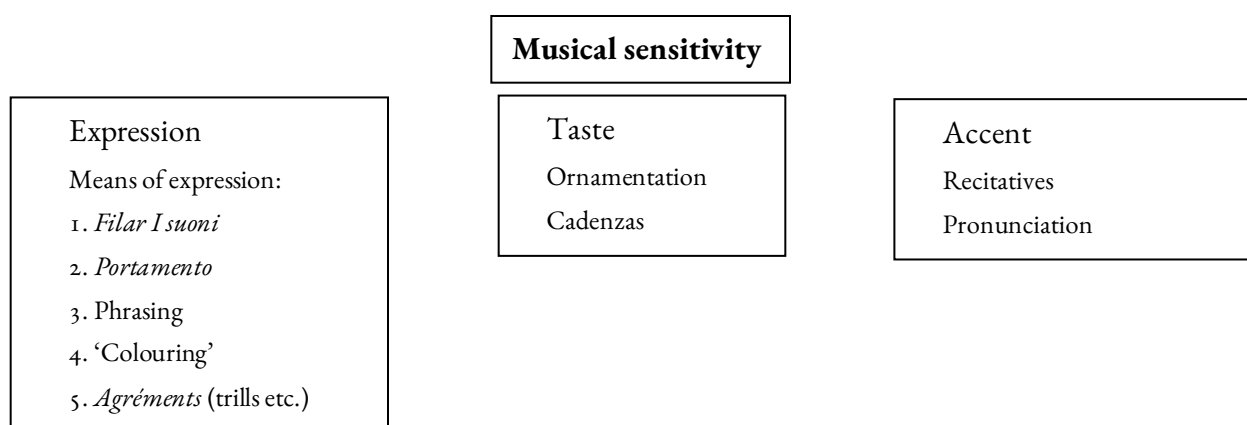 Musical sensitivity
Expression
Means of expression:
1. Filar I suoni
2. Portamento
3. Phrasing
4. ‘Colouring’
5. Agréments (trills etc.)
Taste
Ornamentation
Cadenzas
Accent
Recitatives
Pronunciation